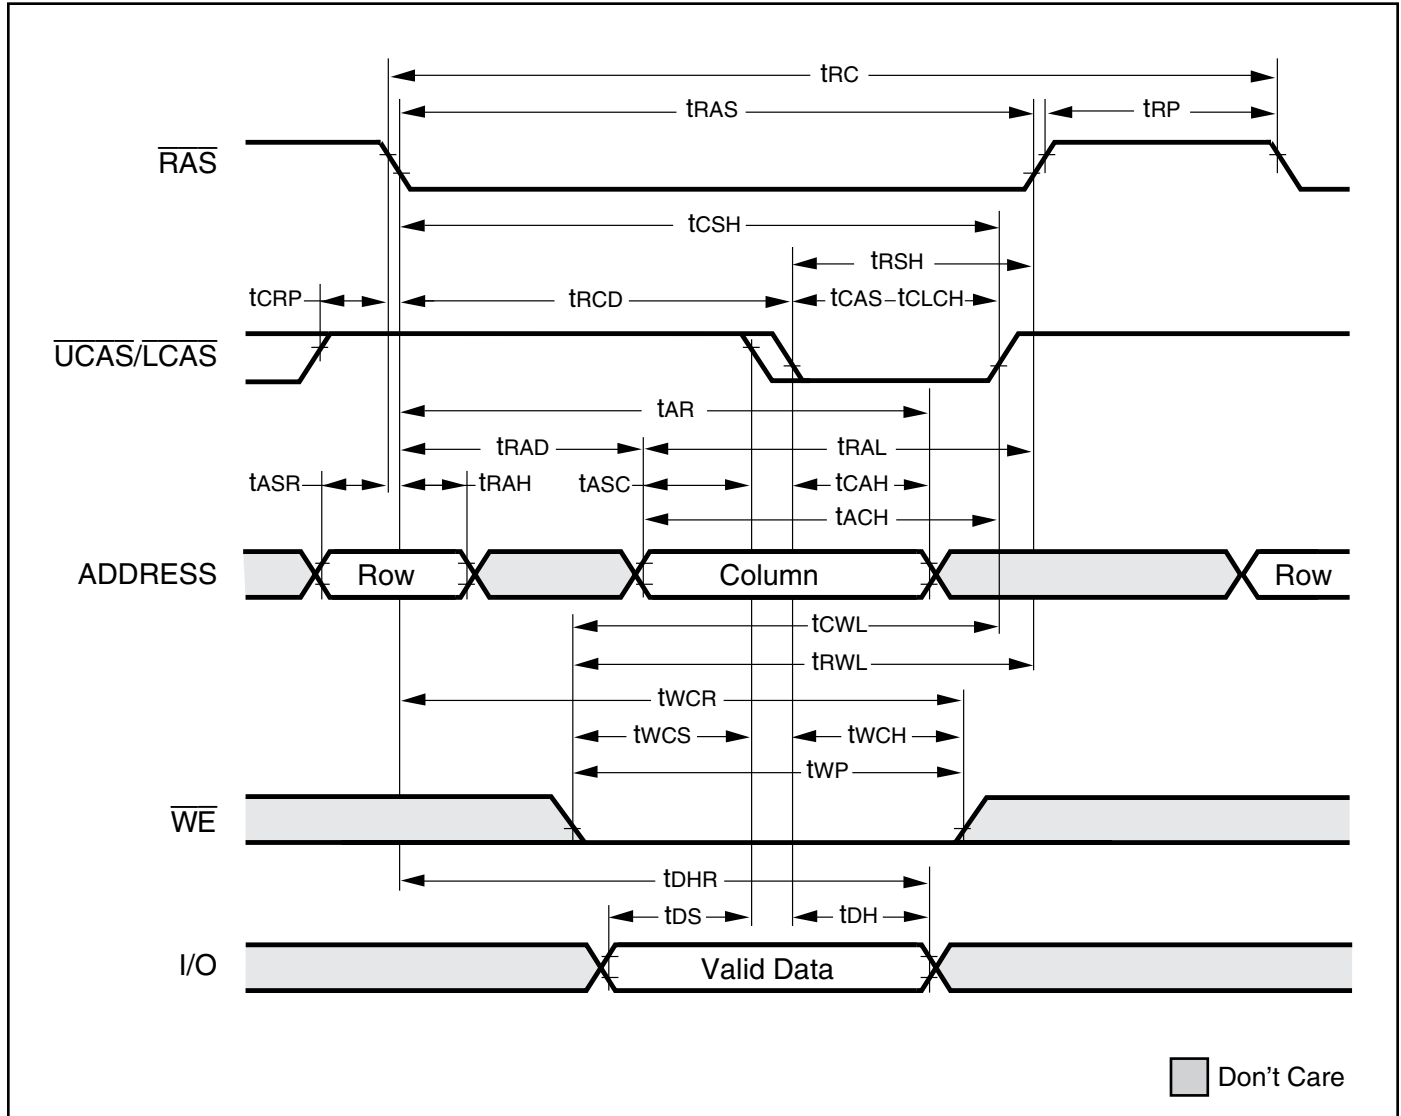 tRC
tRAS
tRP
RAS
tCSH
tRSH
tCRP
tRCD
tCAS
tCLCH
UCAS/LCAS
tAR
tRAD
tRAL
tASR
tRAH
tASC
tCAH
tACH
ADDRESS
Row
Column
Row
tCWL
tRWL
tWCR
tWCS
tWCH
tWP
WE
tDHR
tDS
tDH
I/O
Valid Data
Don't Care